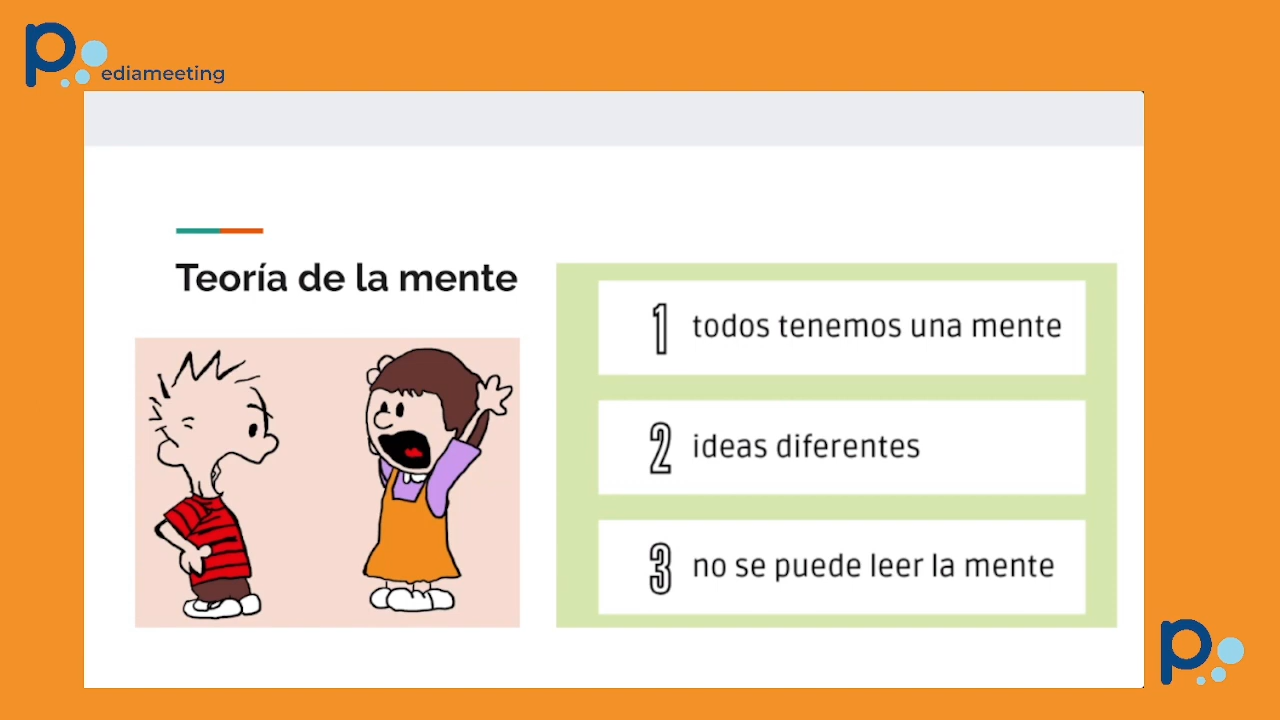 p
ediameeting
Teoría de la mente
1 todos tenemos una mente
2 ideas diferentes
3 no se puede leer la mente
p